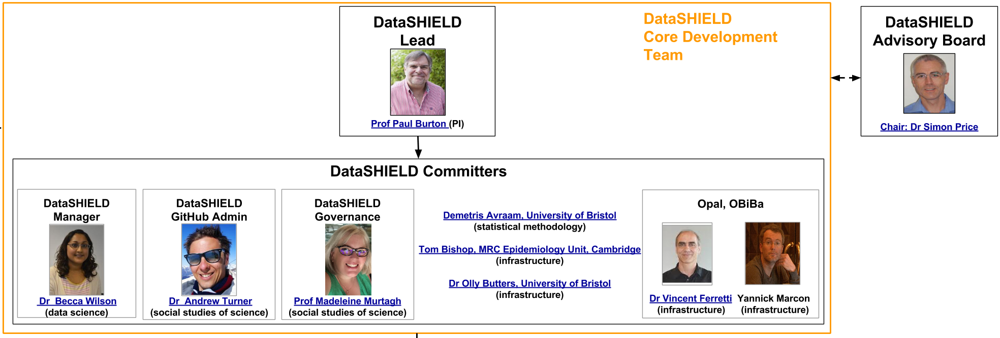 DataSHIELD
Lead
Prof Paul Burton (PI)
DataSHIELD
Core Development
Team
DataSHIELD
Advisory Board
Chair: Dr Simon Price
DataSHIELD Committers
DataSHIELD
Manager
Dr Becca Wilson
(data science)
DataSHIELD
GitHub Admin
Dr Andrew Turner
(social studies of science)
DataSHIELD
Governance
Prof Madeleine Murtagh
(social studies of science)
Demetris Avraam, University of Bristol
(statistical methodology)
Tom Bishop, MRC Epidemiology Unit, Cambridge
(infrastructure)
Dr Olly Butters, University of Bristol
(infrastructure)
Opal, OBiBa
Dr Vincent Ferretti
(infrastructure)
Yannick Marcon
(infrastructure)